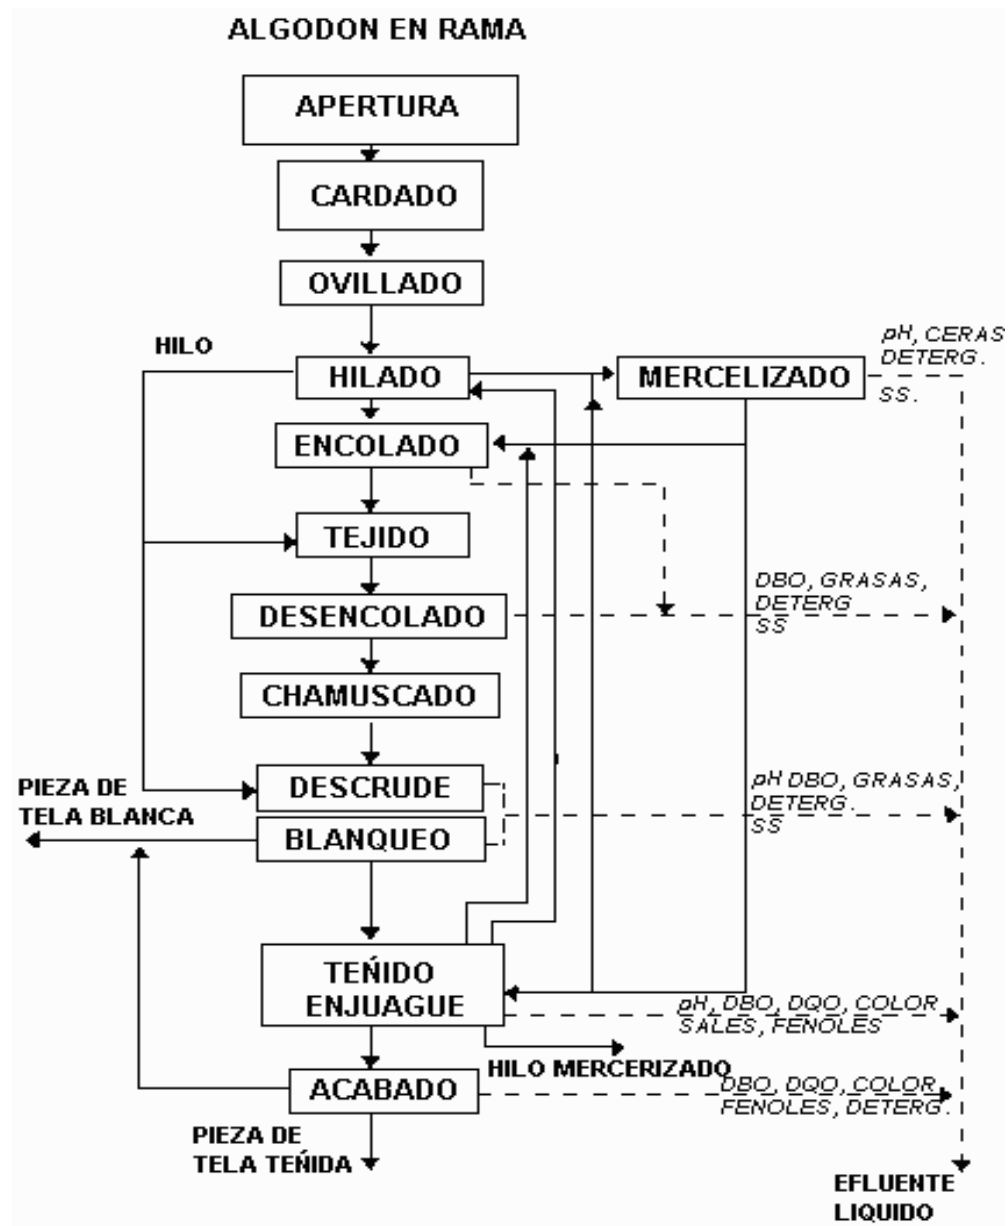 ALGODON EN RAMA
APERTURA
CARDADO
OVILLADO
HILO
HILADO
MERCELIZADO
pH, CERAS
DETERG.
SS.
ENCOLADO
TEJIDO
DESENCOLADO
DBO, GRASAS,
DETERG
SS
CHAMUSCADO
DESCRUDE
pH DBO, GRASAS,
DETERG.
SS
PIEZA DE
TELA BLANCA
BLANQUEO
TEŃIDO
ENJUAGUE
pH, DBO, DQO, COLOR
SALES, FENOLES
HILO MERCERIZADO
ACABADO
DBO, DQO, COLOR
FENOLES, DETERG.
PIEZA DE
TELA TEŃIDA
EFLUENTE
LIQUIDO